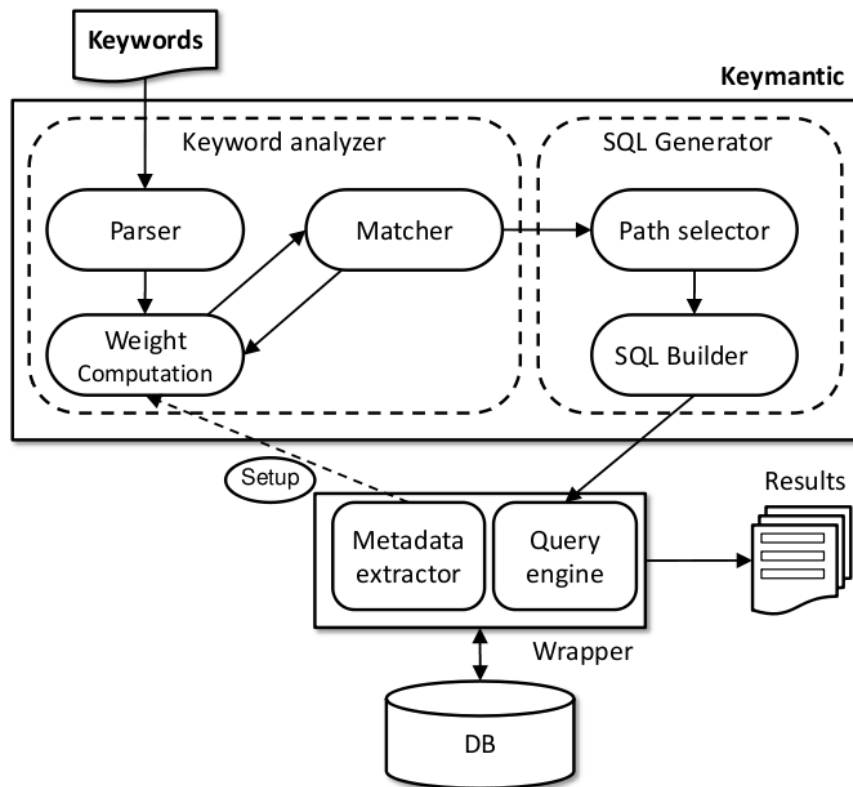 Keywords
Keymantic
Keyword analyzer
SQL Generator
Parser
Matcher
Path selector
Weight
Computation
SQL Builder
Setup
Results
Metadata
extractor
Query
engine
Wrapper
DB